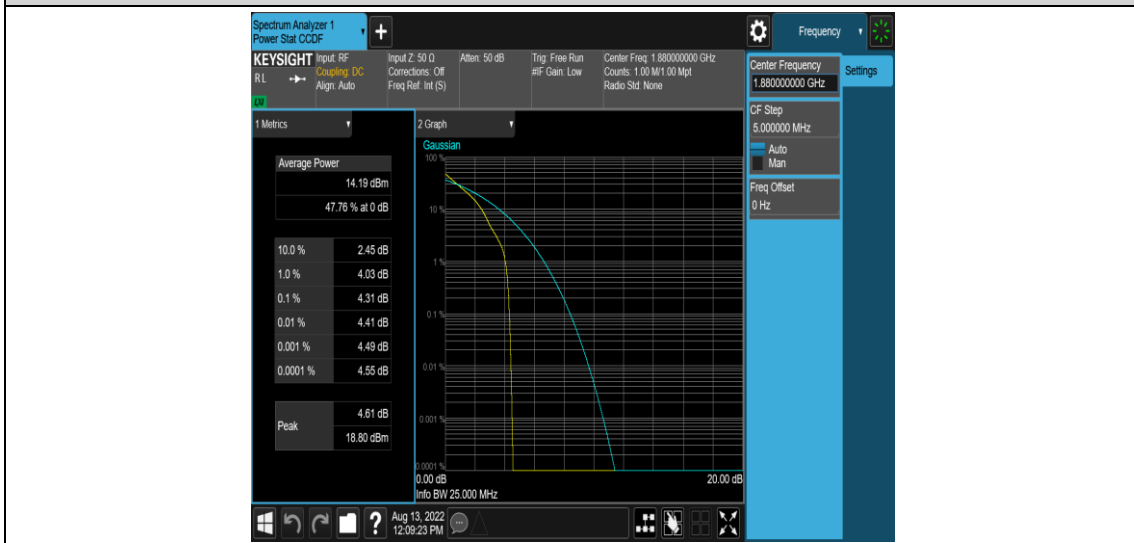 Spectrum Analyzer 1
Power Stat CCDF
+
Frequency
KEYSIGHT
RL
LXI
Input: RF
Coupling: DC
Align: Auto
Input Z: 50 Ω
Corrections: Off
Freq Ref: Int (S)
Atten: 50 dB
Trig: Free Run
#IF Gain: Low
Center Freq: 1.880000000 GHz
Counts: 1.00 M/1.00 Mpt
Radio Std: None
Center Frequency
1.880000000 GHz
Settings
CF Step
5.000000 MHz
Auto
Man
Freq Offset
0 Hz
1 Metrics
Average Power
14.19 dBm
47.76 % at 0 dB
10.0 % 2.45 dB
1.0 % 4.03 dB
0.1 % 4.31 dB
0.01 % 4.41 dB
0.001 % 4.49 dB
0.0001 % 4.55 dB
Peak
4.61 dB
18.80 dBm
2 Graph
Gaussian
100 %
10 %
1 %
0.1 %
0.01 %
0.001 %
0.0001 %
0.00 dB 20.00 dB
Info BW 25.000 MHz
?
Aug 13, 2022
12:09:23 PM